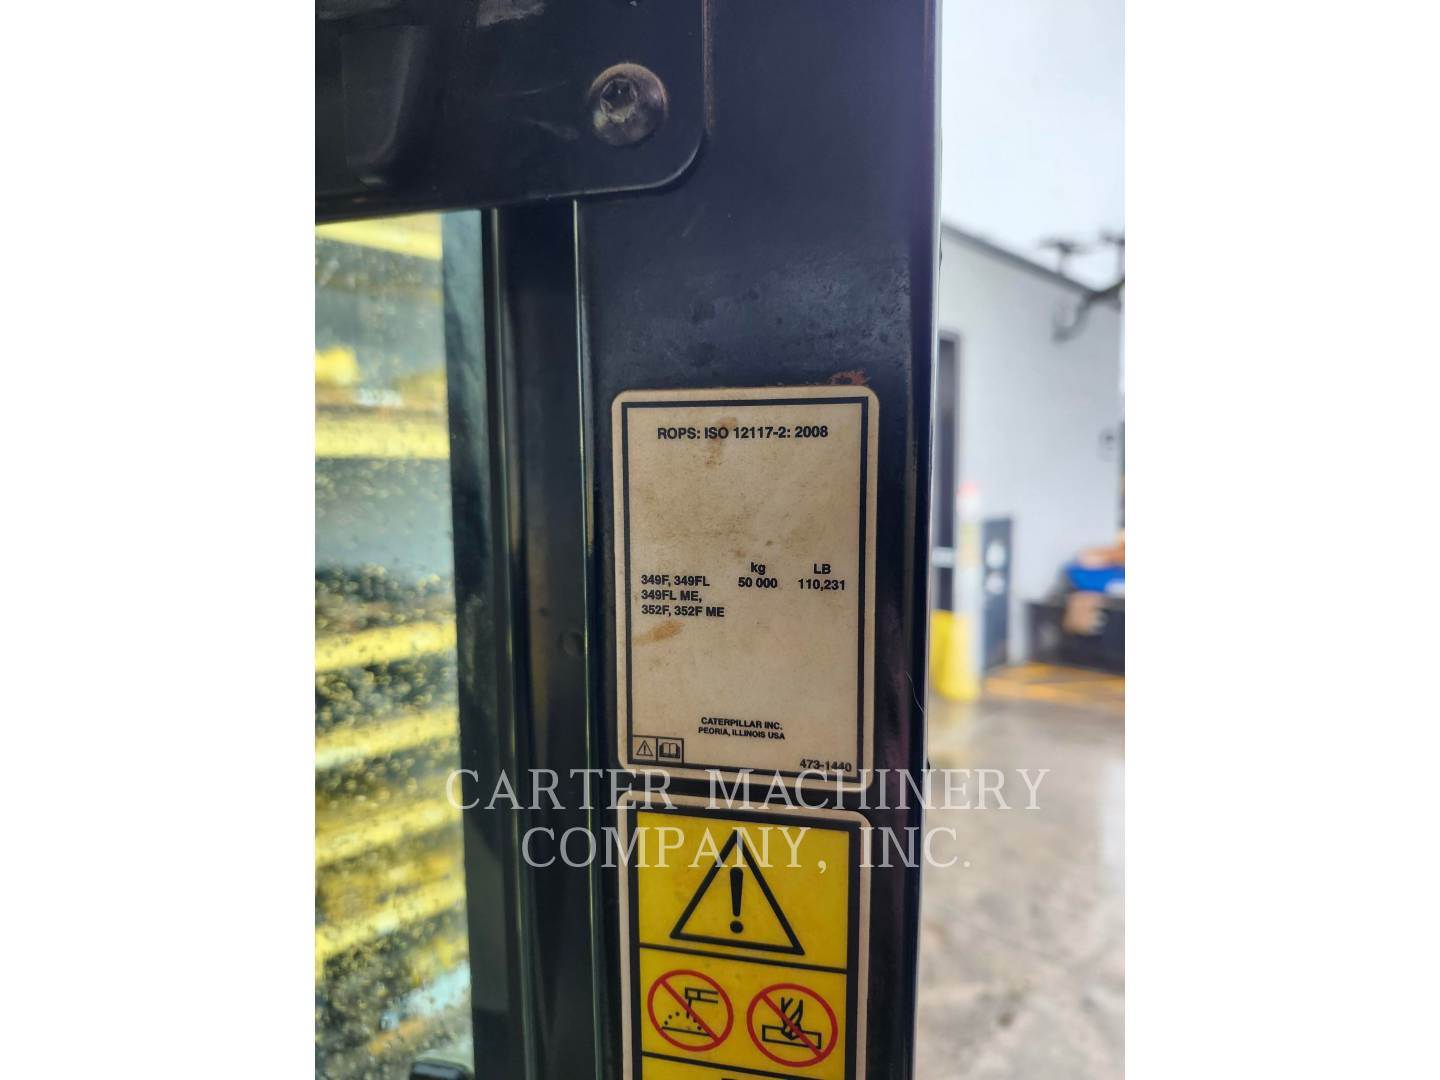 ROPS: ISO 12117-2: 2008
kg LB
349F, 349FL 50 000 110,231
349FL ME,
352F, 352F ME
CATERPILLAR INC.
PEORIA, ILLINOIS USA
473-1440
CARTER MACHINERY
COMPANY, INC.